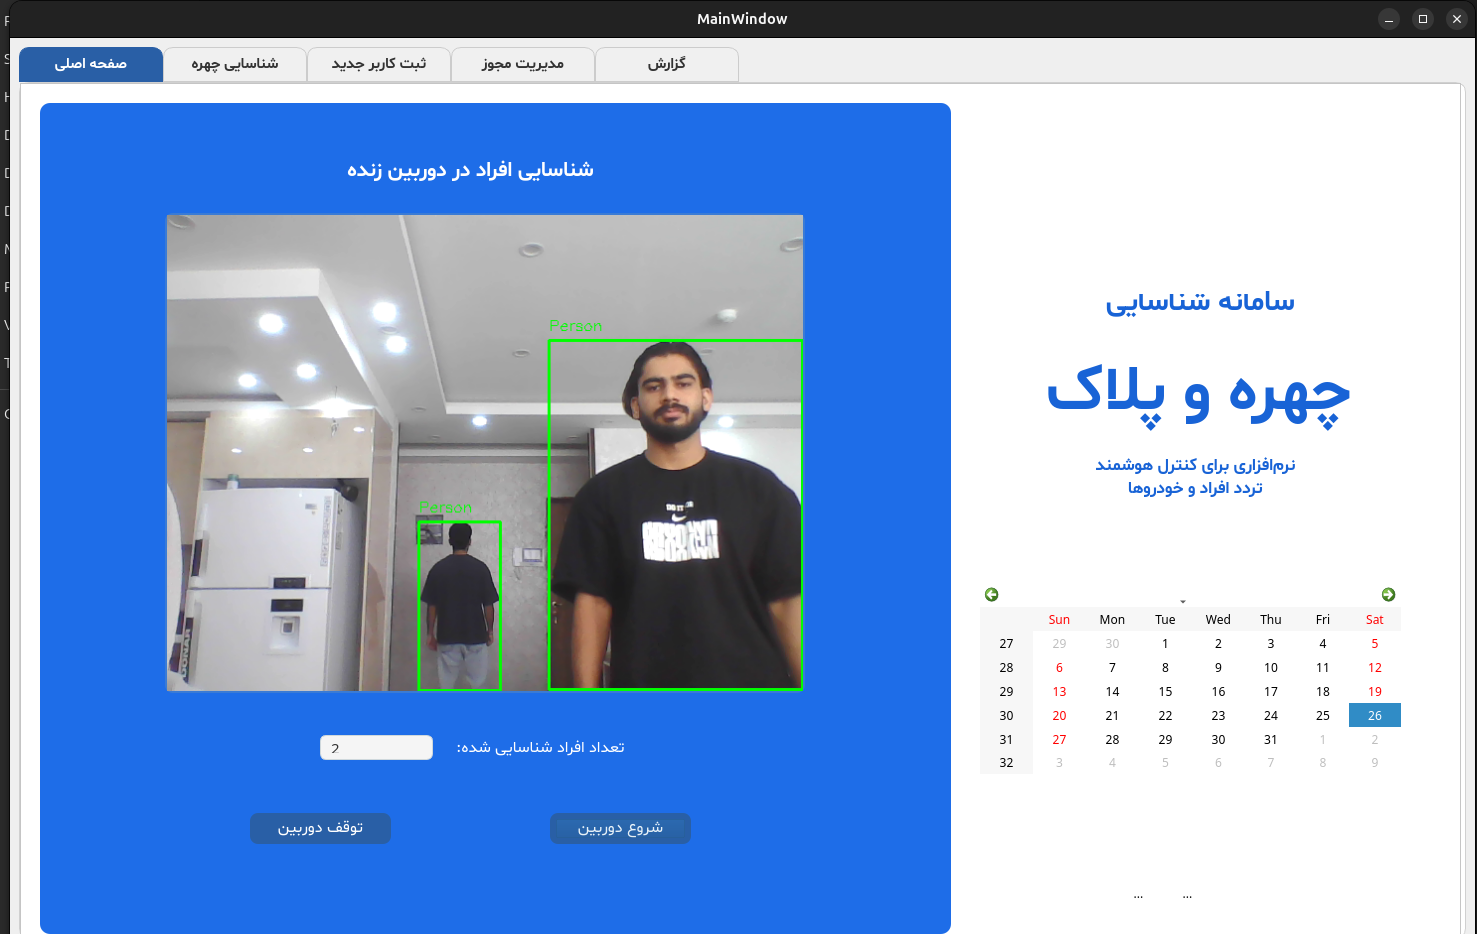 MainWindow
صفحه اصلی
شناسایی چهره
ثبت کاربر جدید
مدیریت مجوز
گزارش
شناسایی افراد در دوربین زنده
Person
Person
تعداد افراد شناسایی شده:
2
توقف دوربین
شروع دوربین
سامانه شناسایی
چهره و پلاک
نرم‌افزاری برای کنترل هوشمند
تردد افراد و خودروها
Sun Mon Tue Wed Thu Fri Sat
27 29 30 1 2 3 4 5
28 6 7 8 9 10 11 12
29 13 14 15 16 17 18 19
30 20 21 22 23 24 25 26
31 27 28 29 30 31 1 2
32 3 4 5 6 7 8 9
... ...